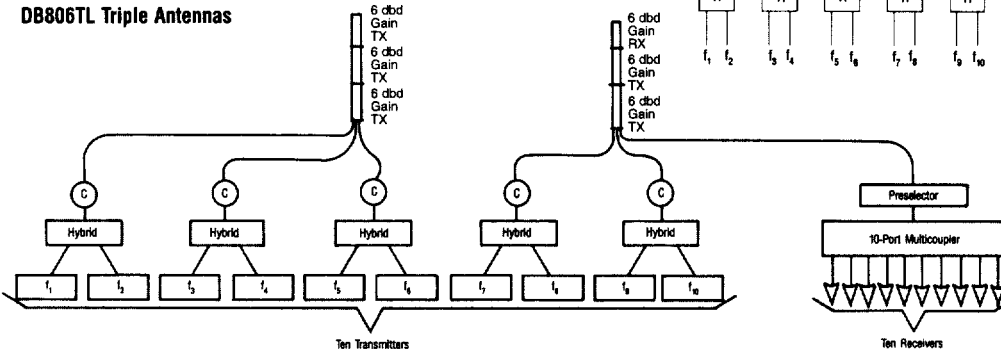 DB806TL Triple Antennas
6 dbd
Gain
TX
6 dbd
Gain
TX
6 dbd
Gain
TX
6 dbd
Gain
RX
6 dbd
Gain
TX
6 dbd
Gain
TX
f₁ f₂ f₃ f₄ f₅ f₆ f₇ f₈ f₉ f₁₀
C C C C C
Preselector
Hybrid Hybrid Hybrid Hybrid Hybrid
10-Port Multicoupler
f₁ f₂ f₃ f₄ f₅ f₆ f₇ f₈ f₉ f₁₀
Ten Transmitters
Ten Receivers